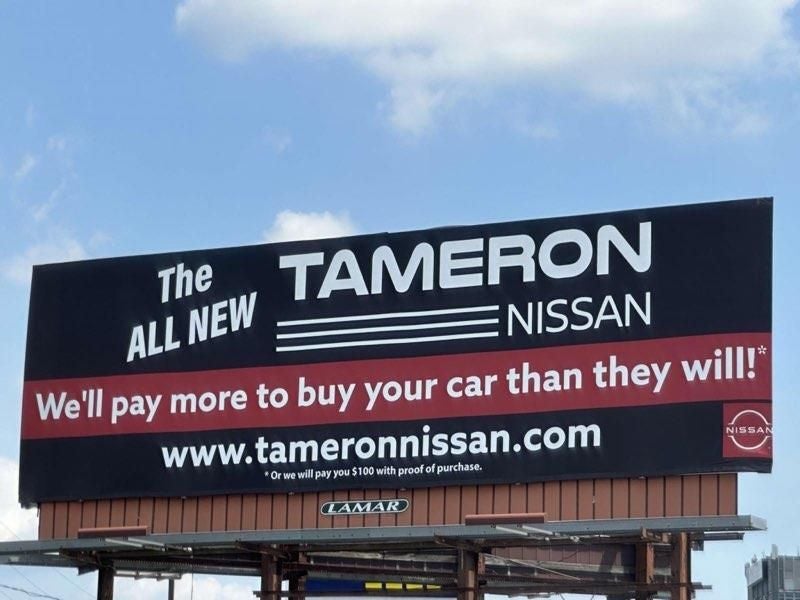 The
ALL NEW
TAMERON
NISSAN
We'll pay more to buy your car than they will!*
www.tameronnissan.com
* Or we will pay you $100 with proof of purchase.
NISSAN
LAMAR